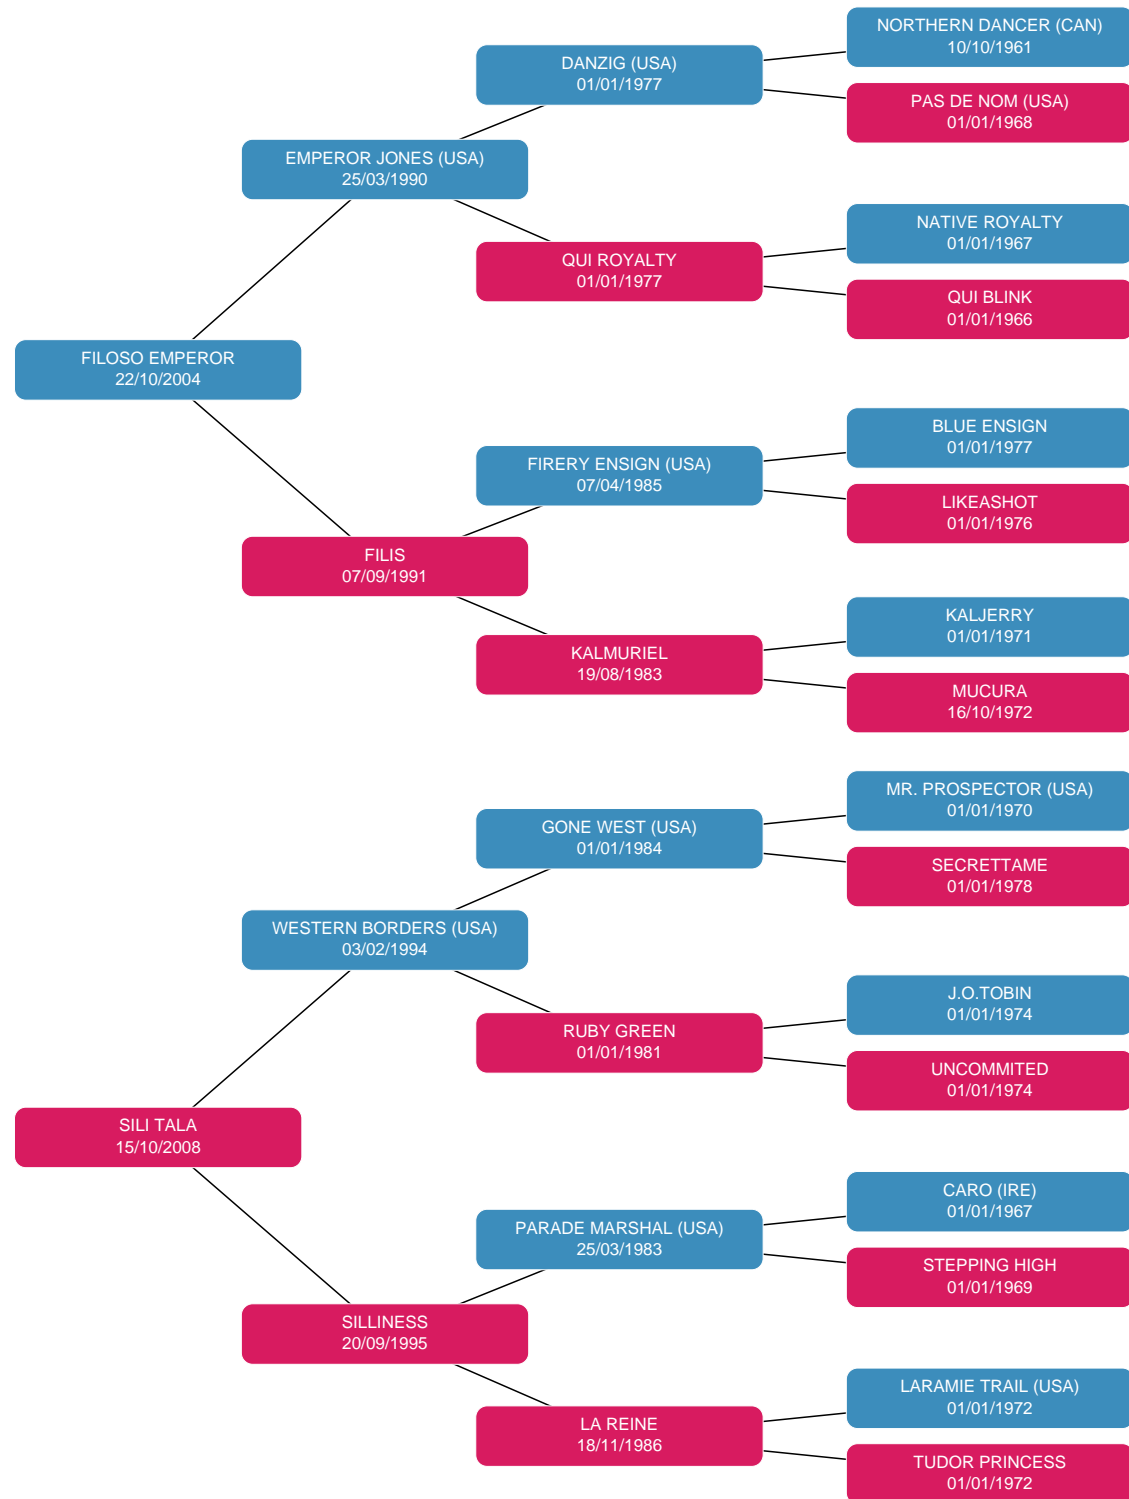 NORTHERN DANCER (CAN)
10/10/1961
DANZIG (USA)
01/01/1977
PAS DE NOM (USA)
01/01/1968
EMPEROR JONES (USA)
25/03/1990
NATIVE ROYALTY
01/01/1967
QUI ROYALTY
01/01/1977
QUI BLINK
01/01/1966
FILOSO EMPEROR
22/10/2004
BLUE ENSIGN
01/01/1977
FIRERY ENSIGN (USA)
07/04/1985
LIKEASHOT
01/01/1976
FILIS
07/09/1991
KALJERRY
01/01/1971
KALMURIEL
19/08/1983
MUCURA
16/10/1972
MR. PROSPECTOR (USA)
01/01/1970
GONE WEST (USA)
01/01/1984
SECRETTAME
01/01/1978
WESTERN BORDERS (USA)
03/02/1994
J.O.TOBIN
01/01/1974
RUBY GREEN
01/01/1981
UNCOMMITED
01/01/1974
SILI TALA
15/10/2008
CARO (IRE)
01/01/1967
PARADE MARSHAL (USA)
25/03/1983
STEPPING HIGH
01/01/1969
SILLINESS
20/09/1995
LARAMIE TRAIL (USA)
01/01/1972
LA REINE
18/11/1986
TUDOR PRINCESS
01/01/1972